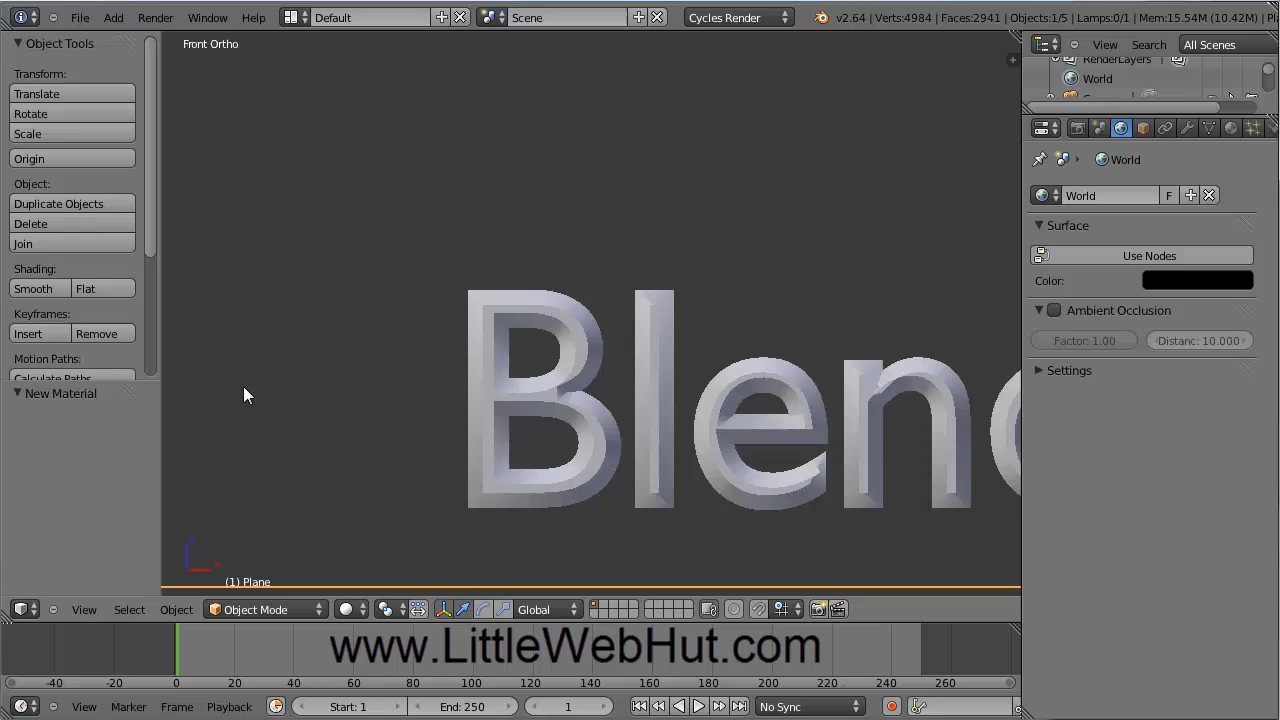 File Add Render Window Help Default Scene Cycles Render v2.64 | Verts:4984 | Faces:2941 | Objects:1/5 | Lamps:0/1 | Mem:15.54M (10.42M) |
Object Tools
Front Ortho
View Search All Scenes
RenderLayers
World
Transform:
Translate
Rotate
Scale
Origin
World
Object:
Duplicate Objects
World F
Delete
Join
Surface
Use Nodes
Shading:
Color:
Smooth Flat
Keyframes:
Ambient Occlusion
Insert Remove
Factor: 1.00 Distanc: 10.000
Motion Paths:
Calculate Paths
Settings
New Material
Blen
(1) Plane
View Select Object Object Mode Global
www.LittleWebHut.com
-40 -20 0 20 40 60 80 100 120 140 160 180 200 220 240 260
View Marker Frame Playback Start: 1 End: 250 1 No Sync